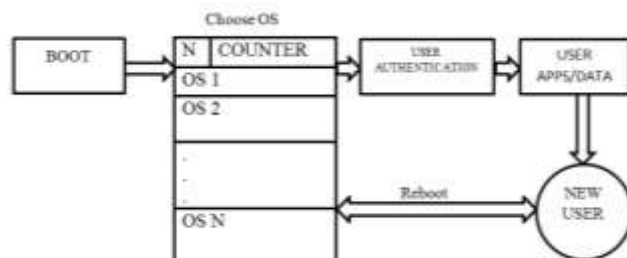 Choose OS
BOOT
N COUNTER
OS 1
OS 2
.
.
.
OS N
USER
AUTHENTICATION
USER
APPS/DATA
Reboot
NEW
USER